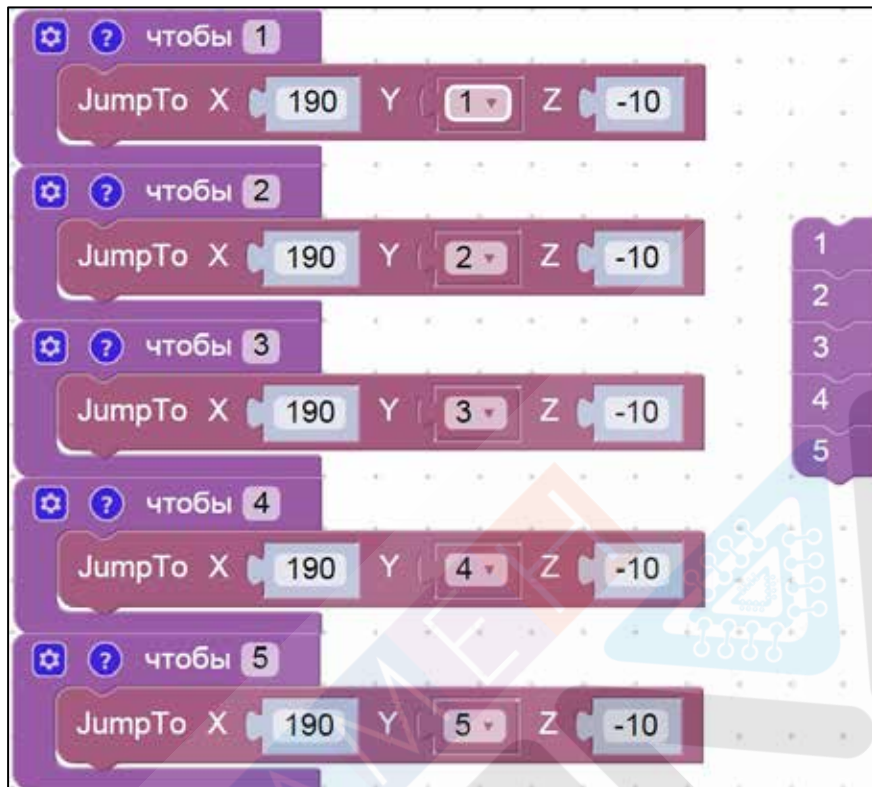 ? чтобы 1
JumpTo X 190 Y 1 Z -10
? чтобы 2
JumpTo X 190 Y 2 Z -10
? чтобы 3
JumpTo X 190 Y 3 Z -10
? чтобы 4
JumpTo X 190 Y 4 Z -10
? чтобы 5
JumpTo X 190 Y 5 Z -10
1
2
3
4
5